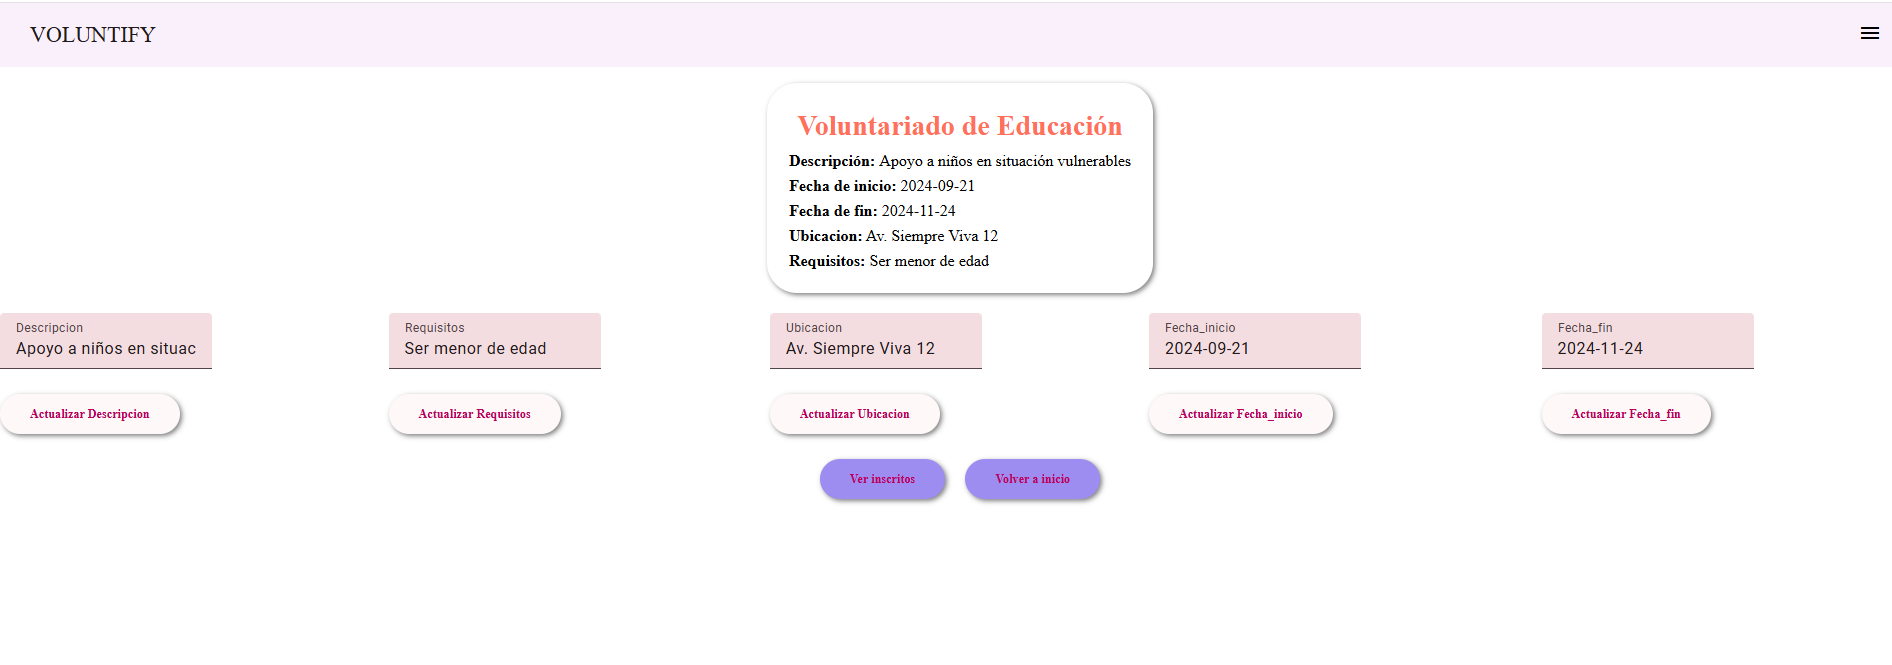 VOLUNTIFY
Voluntariado de Educación
Descripción: Apoyo a niños en situación vulnerables
Fecha de inicio: 2024-09-21
Fecha de fin: 2024-11-24
Ubicacion: Av. Siempre Viva 12
Requisitos: Ser menor de edad
Descripcion
Apoyo a niños en situac
Requisitos
Ser menor de edad
Ubicacion
Av. Siempre Viva 12
Fecha_inicio
2024-09-21
Fecha_fin
2024-11-24
Actualizar Descripcion
Actualizar Requisitos
Actualizar Ubicacion
Actualizar Fecha_inicio
Actualizar Fecha_fin
Ver inscritos
Volver a inicio